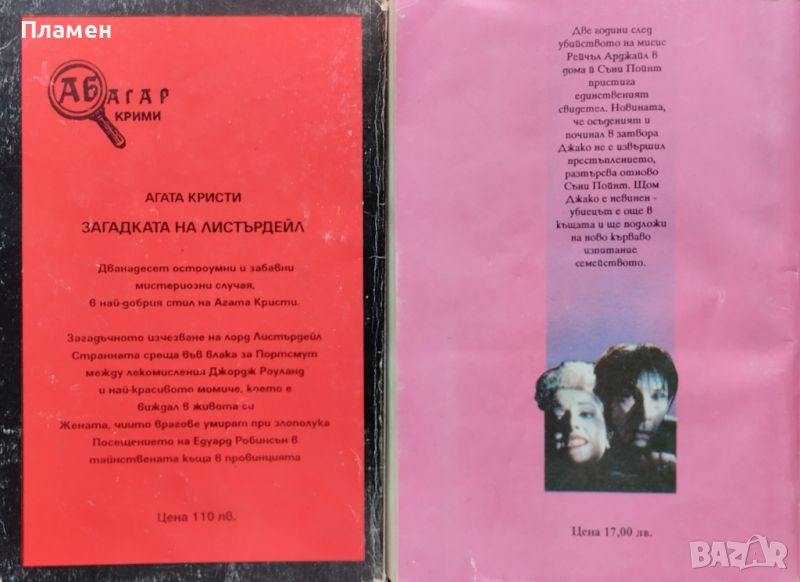 Пламен
АБАГАР
КРИМИ
АГАТА КРИСТИ
ЗАГАДКАТА НА ЛИСТЪРДЕЙЛ
Дванадесет остроумни и забавни
мистериозни случая,
в най-добрия стил на Агата Кристи.
Загадъчното изчезване на лорд Листърдейл
Странната среща във влака за Портсмут
между лекомисления Джордж Роуланд
и най-красивото момиче, което е
виждал в живота си
Жената, чиито врагове умират при злополука
Посещението на Едуард Робинсън в
тайнствената къща в провинцията
Цена 110 лв.
Две години след
убийството на мисис
Рейчъл Арджайл в
дома й Съни Пойнт
пристига
единственият
свидетел. Новината,
че осъденият и
починал в затвора
Джако не е извършил
престъплението,
разтърсва отново
Съни Пойнт. Щом
Джако е невинен -
убиецът е още в
къщата и ще подложи
на ново кърваво
изпитание
семейството.
Цена 17,00 лв.
BAZAR